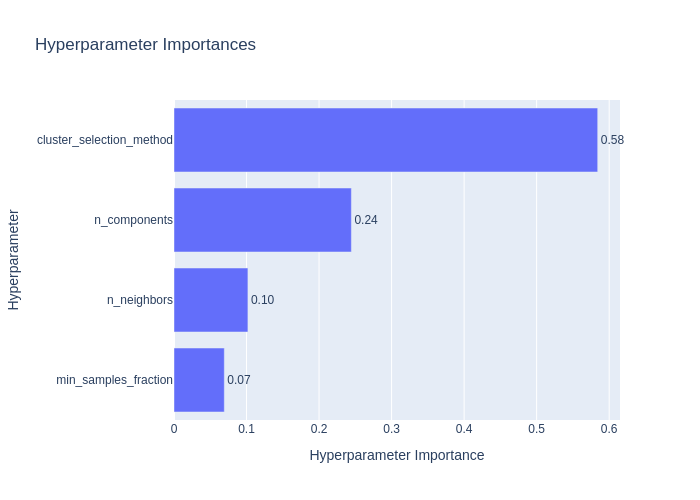 Hyperparameter Importances
Hyperparameter
cluster_selection_method
0.58
n_components
0.24
n_neighbors
0.10
min_samples_fraction
0.07
0
0.1
0.2
0.3
0.4
0.5
0.6
Hyperparameter Importance